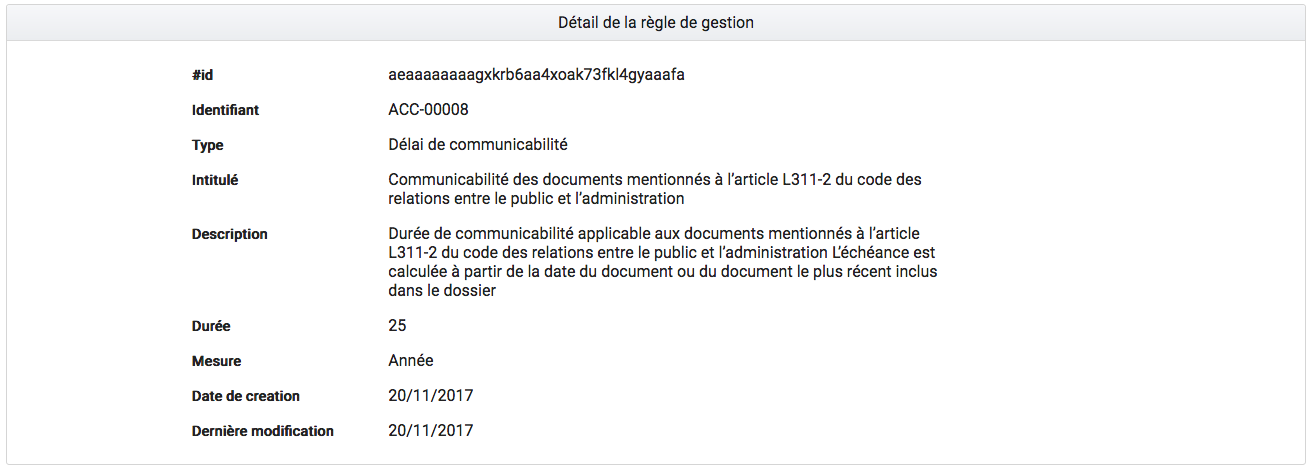 Détail de la règle de gestion
#id aeaaaaaaaagxkrb6aa4xoak73fkl4gyaaafa
Identifiant ACC-00008
Type Délai de communicabilité
Intitulé Communicabilité des documents mentionnés à l’article L311-2 du code des
relations entre le public et l’administration
Description Durée de communicabilité applicable aux documents mentionnés à l’article
L311-2 du code des relations entre le public et l’administration L’échéance est
calculée à partir de la date du document ou du document le plus récent inclus
dans le dossier
Durée 25
Mesure Année
Date de creation 20/11/2017
Dernière modification 20/11/2017